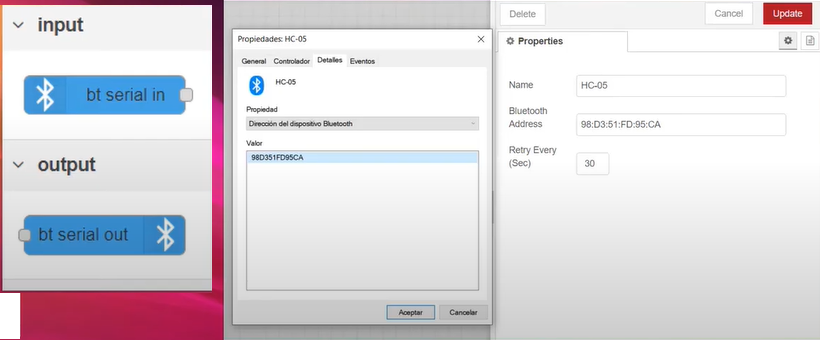 input
bt serial in
output
bt serial out
Propiedades: HC-05
General Controlador Detalles Eventos
HC-05
Propiedad
Dirección del dispositivo Bluetooth
Valor
98D351FD95CA
Aceptar Cancelar
Delete Cancel Update
Properties
Name HC-05
Bluetooth
Address 98:D3:51:FD:95:CA
Retry Every
(Sec) 30